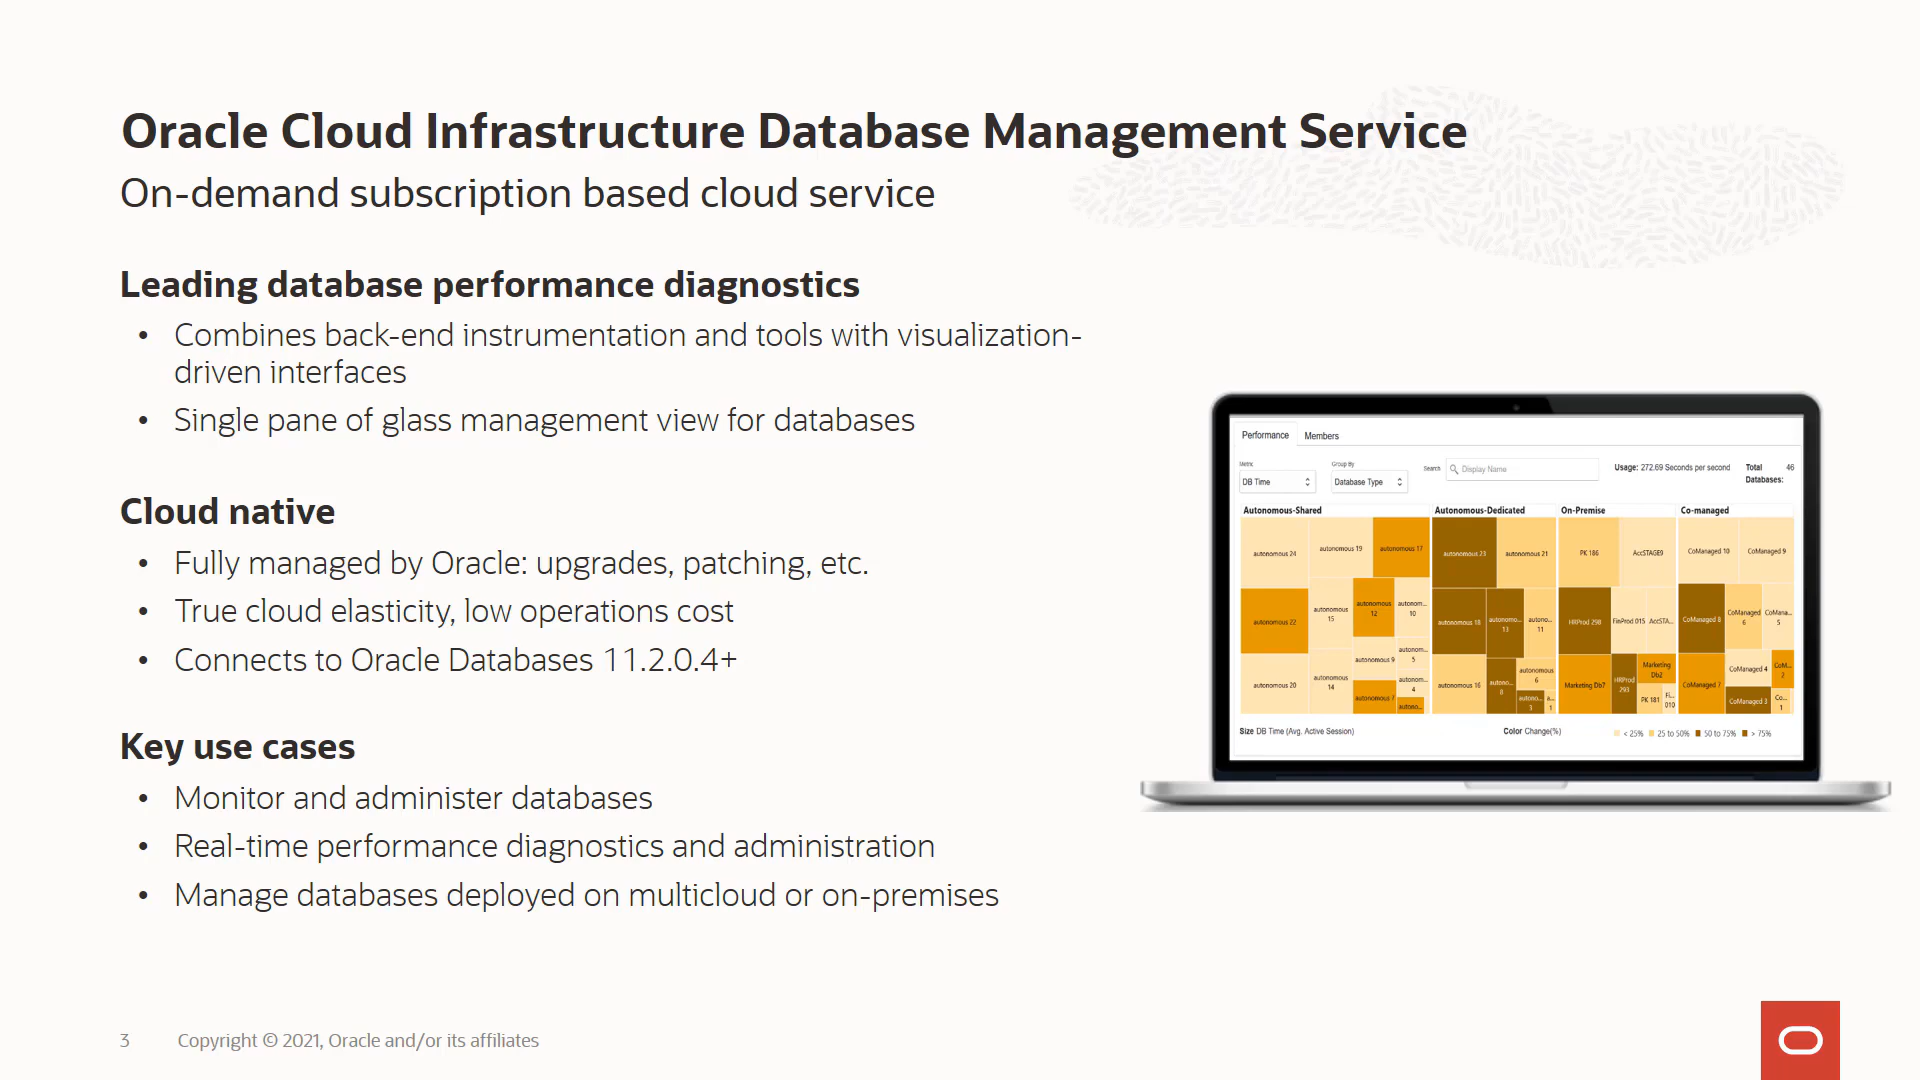 Oracle Cloud Infrastructure Database Management Service
On-demand subscription based cloud service
Leading database performance diagnostics
• Combines back-end instrumentation and tools with visualization-
driven interfaces
• Single pane of glass management view for databases
Cloud native
• Fully managed by Oracle: upgrades, patching, etc.
• True cloud elasticity, low operations cost
• Connects to Oracle Databases 11.2.0.4+
Key use cases
• Monitor and administer databases
• Real-time performance diagnostics and administration
• Manage databases deployed on multicloud or on-premises
Performance Members
Metric
DB Time
Group By
Database Type
Search
Display Name
Usage: 272.69 Seconds per second
Total 46
Databases:
Autonomous-Shared
autonomous 24
autonomous 19
autonomous 17
autonomous 22
autonomous
15
autonomous
12
autonom...
10
autonomous 20
autonomous
14
autonomous 9
autonom...
5
autonomous 7
autonom...
4
autono...
Autonomous-Dedicated
autonomous 23
autonomous 21
autonomous 18
autonomo...
13
autono...
11
autonomous 16
autono...
8
autonomous
6
autono...
3
a...
1
On-Premise
PK 186
AccSTAGE9
HRProd 298
FinProd 015
AccSTA...
Marketing Db7
HRProd
293
Marketing
Db2
PK 181
Fi...
010
Co-managed
CoManaged 10
CoManaged 9
CoManaged 8
CoManaged
6
CoMana...
5
CoManaged 7
CoManaged 4
CoM...
2
CoManaged 3
Co...
1
Size DB Time (Avg. Active Session)
Color Change(%)
< 25% 25 to 50% 50 to 75% > 75%
3 Copyright © 2021, Oracle and/or its affiliates